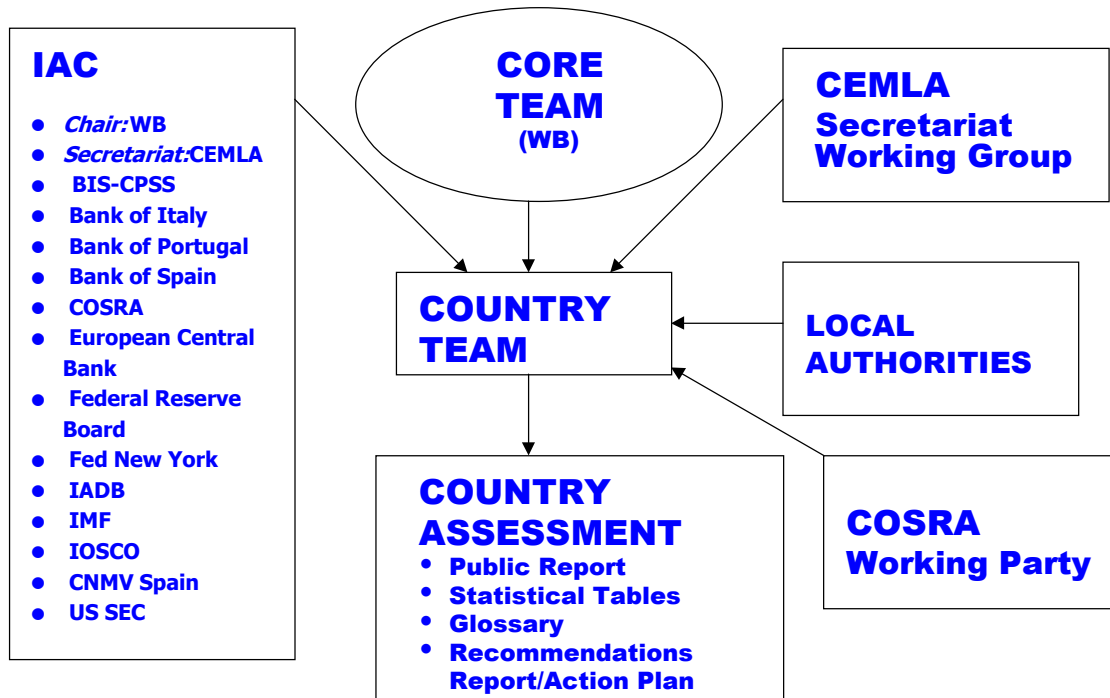 IAC
• Chair: WB
• Secretariat:CEMLA
• BIS-CPSS
• Bank of Italy
• Bank of Portugal
• Bank of Spain
• COSRA
• European Central
Bank
• Federal Reserve
Board
• Fed New York
• IADB
• IMF
• IOSCO
• CNMV Spain
• US SEC
CORE
TEAM
(WB)
CEMLA
Secretariat
Working Group
COUNTRY
TEAM
LOCAL
AUTHORITIES
COUNTRY
ASSESSMENT
• Public Report
• Statistical Tables
• Glossary
• Recommendations
Report/Action Plan
COSRA
Working Party